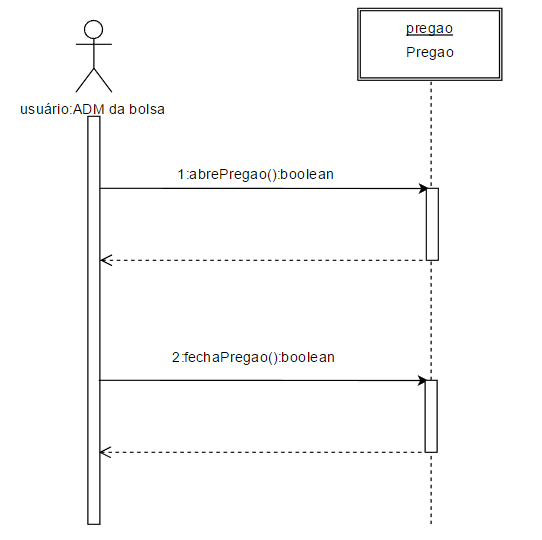 pregao
Pregao
usuário:ADM da bolsa
1:abrePregao():boolean
2:fechaPregao():boolean